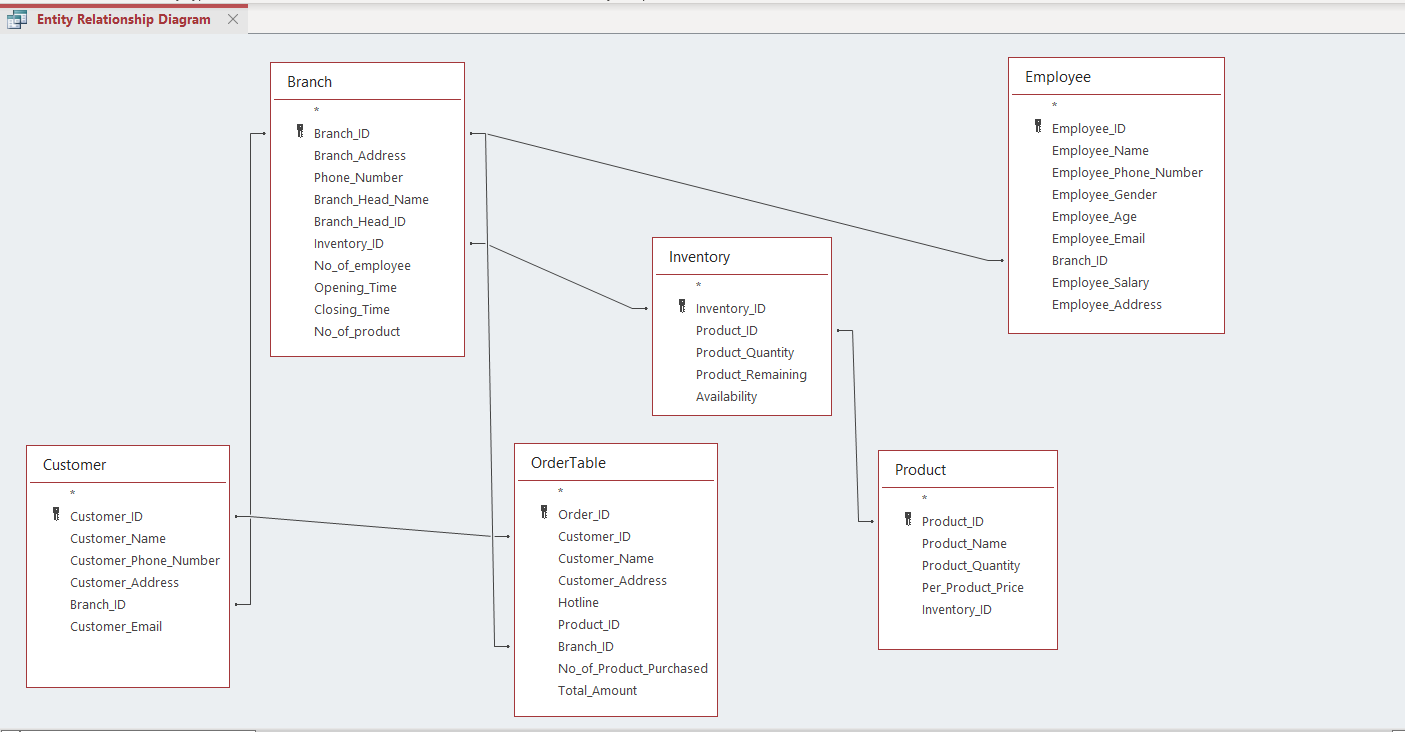 Entity Relationship Diagram
Branch
*
Branch_ID
Branch_Address
Phone_Number
Branch_Head_Name
Branch_Head_ID
Inventory_ID
No_of_employee
Opening_Time
Closing_Time
No_of_product
Employee
*
Employee_ID
Employee_Name
Employee_Phone_Number
Employee_Gender
Employee_Age
Employee_Email
Branch_ID
Employee_Salary
Employee_Address
Inventory
*
Inventory_ID
Product_ID
Product_Quantity
Product_Remaining
Availability
Customer
*
Customer_ID
Customer_Name
Customer_Phone_Number
Customer_Address
Branch_ID
Customer_Email
OrderTable
*
Order_ID
Customer_ID
Customer_Name
Customer_Address
Hotline
Product_ID
Branch_ID
No_of_Product_Purchased
Total_Amount
Product
*
Product_ID
Product_Name
Product_Quantity
Per_Product_Price
Inventory_ID